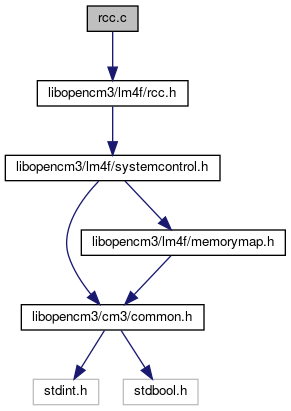 rcc.c
libopencm3/lm4f/rcc.h
libopencm3/lm4f/systemcontrol.h
libopencm3/lm4f/memorymap.h
libopencm3/cm3/common.h
stdint.h
stdbool.h